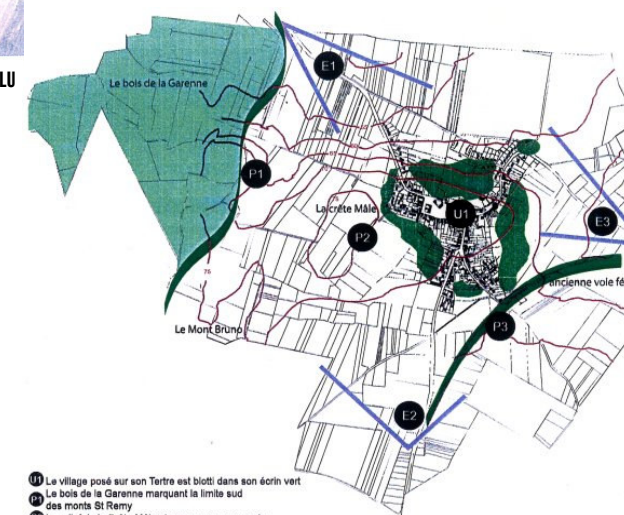 LU
Le bois de la Garenne
E1
P1
La crête Mâle
U1
P2
E3
75
ancienne voie fé
P3
Le Mont Bruno
E2
U1 Le village posé sur son Tertre est blotti dans son écrin vert
P1 Le bois de la Garenne marquant la limite sud
des monts St Remy